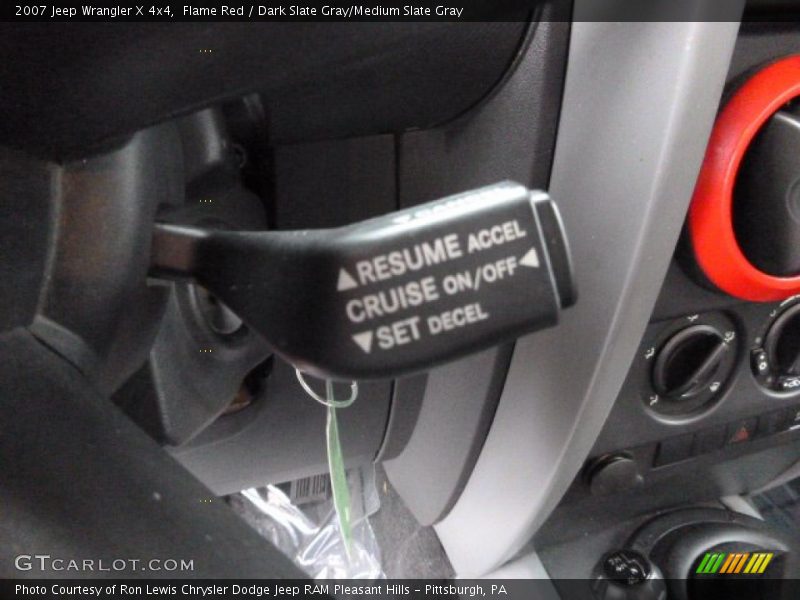 2007 Jeep Wrangler X 4x4,  Flame Red / Dark Slate Gray/Medium Slate Gray
▲RESUME ACCEL
CRUISE ON/OFF◀
▼SET DECEL
GTCARLOT.COM
Photo Courtesy of Ron Lewis Chrysler Dodge Jeep RAM Pleasant Hills - Pittsburgh, PA